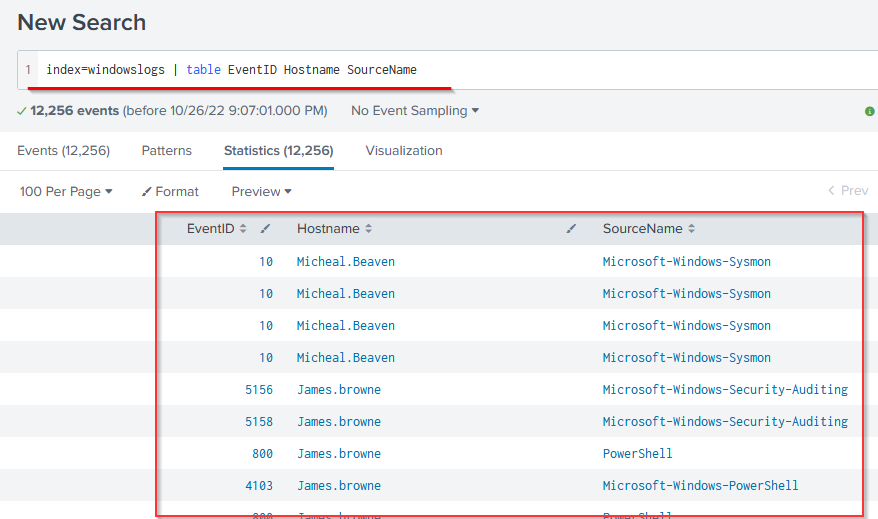 New Search
1 index=windowslogs | table EventID Hostname SourceName
12,256 events (before 10/26/22 9:07:01.000 PM) No Event Sampling
Events (12,256) Patterns Statistics (12,256) Visualization
100 Per Page Format Preview Prev
EventID Hostname SourceName
10 Micheal.Beaven Microsoft-Windows-Sysmon
10 Micheal.Beaven Microsoft-Windows-Sysmon
10 Micheal.Beaven Microsoft-Windows-Sysmon
10 Micheal.Beaven Microsoft-Windows-Sysmon
5156 James.browne Microsoft-Windows-Security-Auditing
5158 James.browne Microsoft-Windows-Security-Auditing
800 James.browne PowerShell
4103 James.browne Microsoft-Windows-PowerShell
800 James.browne PowerShell